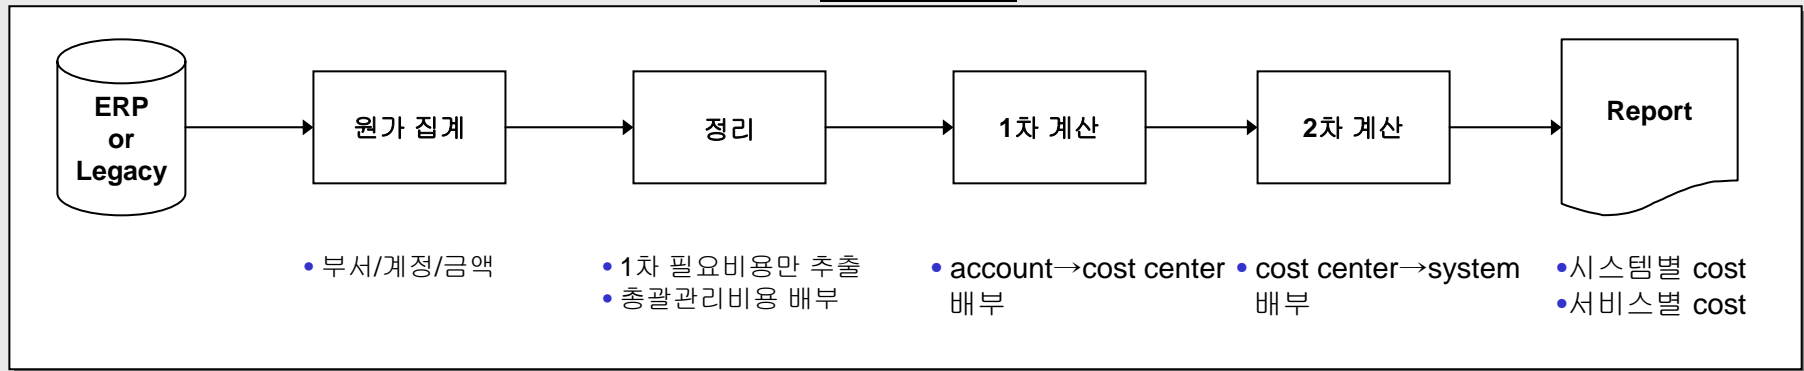 ERP
or
Legacy
원가 집계
정리
1차 계산
2차 계산
Report
• 부서/계정/금액
• 1차 필요비용만 추출
• 총괄관리비용 배부
• account→cost center
배부
• cost center→system
배부
•시스템별 cost
•서비스별 cost